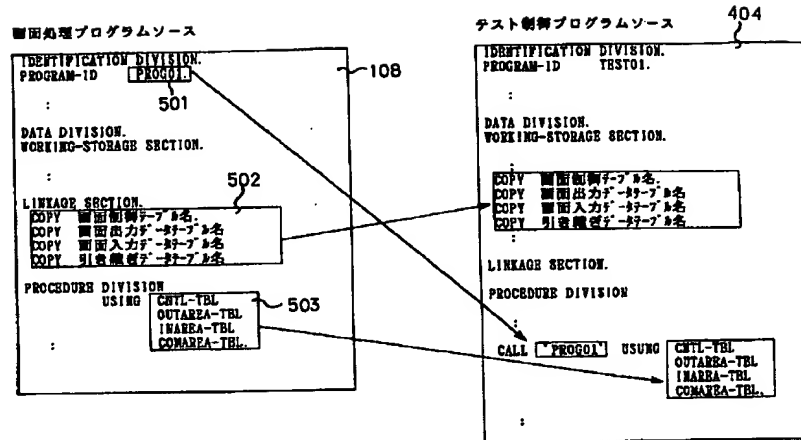 画面処理プログラムソース
IDENTIFICATION DIVISION.
PROGRAM-ID PROG01.
108
501
:
DATA DIVISION.
WORKING-STORAGE SECTION.
:
502
LINKAGE SECTION.
COPY 画面制御テーブル名.
COPY 画面出力データテーブル名
COPY 画面入力データテーブル名
COPY 引き継ぎデータテーブル名
PROCEDURE DIVISION
USING CNTL-TBL
503
OUTAREA-TBL
INAREA-TBL
COMAREA-TBL.
:
テスト制御プログラムソース
404
IDENTIFICATION DIVISION.
PROGRAM-ID TEST01.
:
DATA DIVISION.
WORKING-STORAGE SECTION.
:
COPY 画面制御テーブル名.
COPY 画面出力データテーブル名
COPY 画面入力データテーブル名
COPY 引き継ぎデータテーブル名
:
LINKAGE SECTION.
PROCEDURE DIVISION
:
CALL 'PROG01' USUNG CNTL-TBL
OUTAREA-TBL
INAREA-TBL
COMAREA-TBL.
: